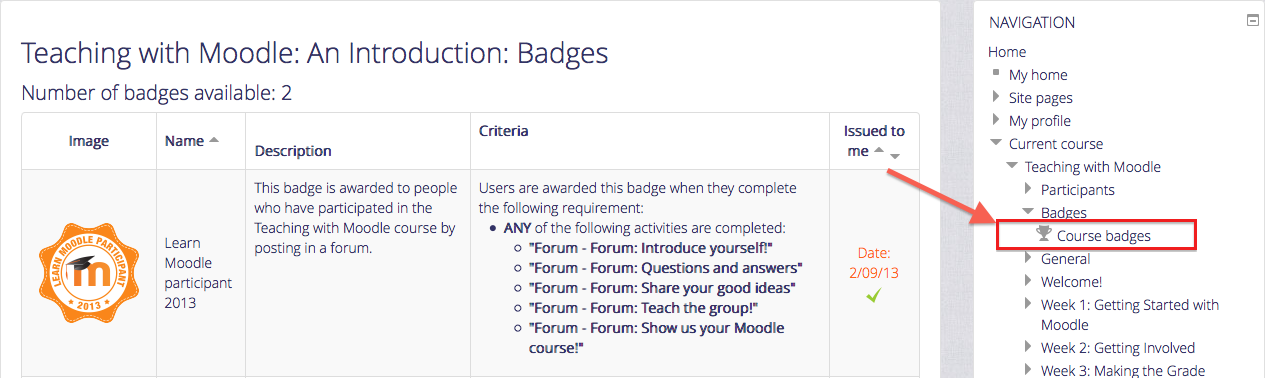 Teaching with Moodle: An Introduction: Badges
Number of badges available: 2
Image
Name
Description
Criteria
Issued to
me
LEARN MOODLE PARTICIPANT
m
2013
Learn
Moodle
participant
2013
This badge is awarded to people
who have participated in the
Teaching with Moodle course by
posting in a forum.
Users are awarded this badge when they complete
the following requirement:
ANY of the following activities are completed:
"Forum - Forum: Introduce yourself!"
"Forum - Forum: Questions and answers"
"Forum - Forum: Share your good ideas"
"Forum - Forum: Teach the group!"
"Forum - Forum: Show us your Moodle
course!"
Date:
2/09/13
NAVIGATION
Home
My home
Site pages
My profile
Current course
Teaching with Moodle
Participants
Badges
Course badges
General
Welcome!
Week 1: Getting Started with
Moodle
Week 2: Getting Involved
Week 3: Making the Grade